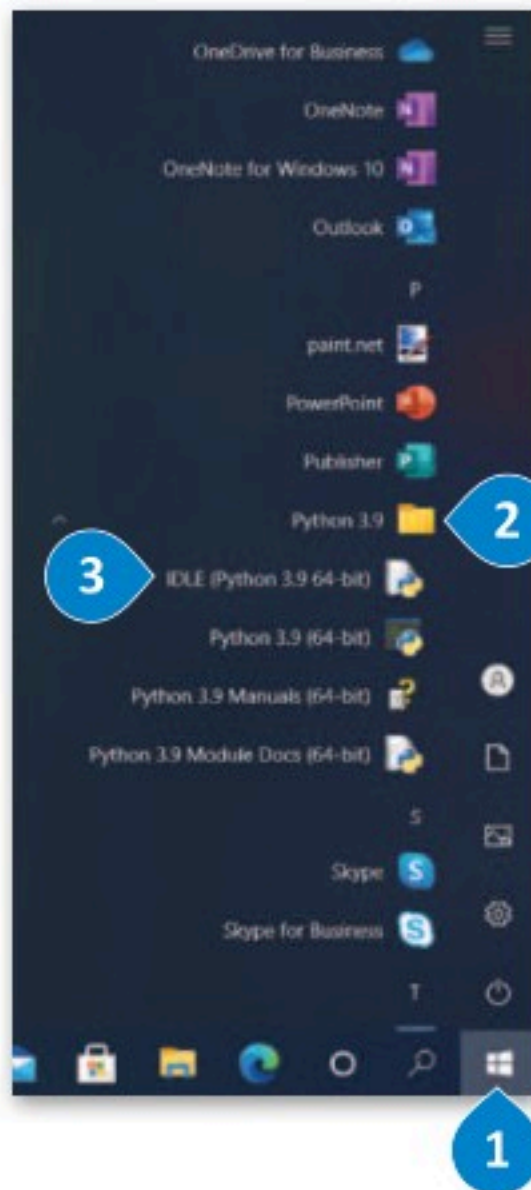 OneDrive for Business
OneNote
OneNote for Windows 10
Outlook
P
paint.net
PowerPoint
Publisher
Python 3.9
2
3
IDLE (Python 3.9 64-bit)
Python 3.9 (64-bit)
Python 3.9 Manuals (64-bit)
Python 3.9 Module Docs (64-bit)
S
Skype
Skype for Business
T
1